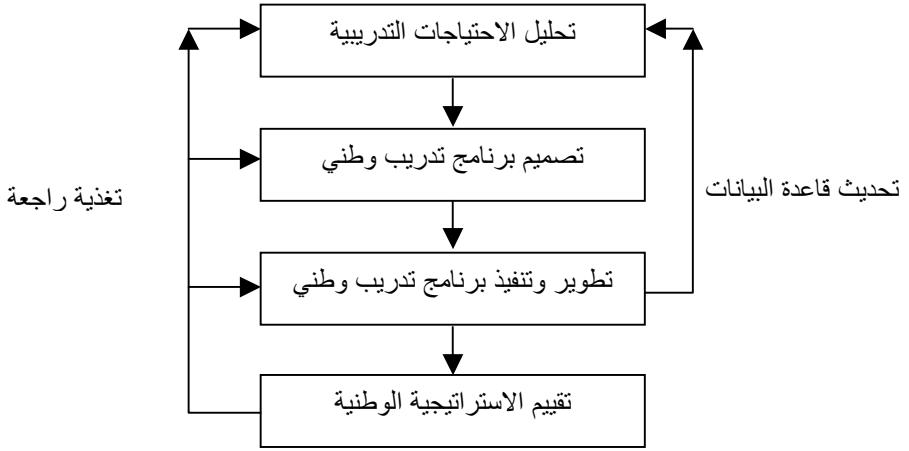 تحليل الاحتياجات التدريبية
تصميم برنامج تدريب وطني
تحديث قاعدة البيانات
تغذية راجعة
تطوير وتنفيذ برنامج تدريب وطني
تقييم الاستراتيجية الوطنية